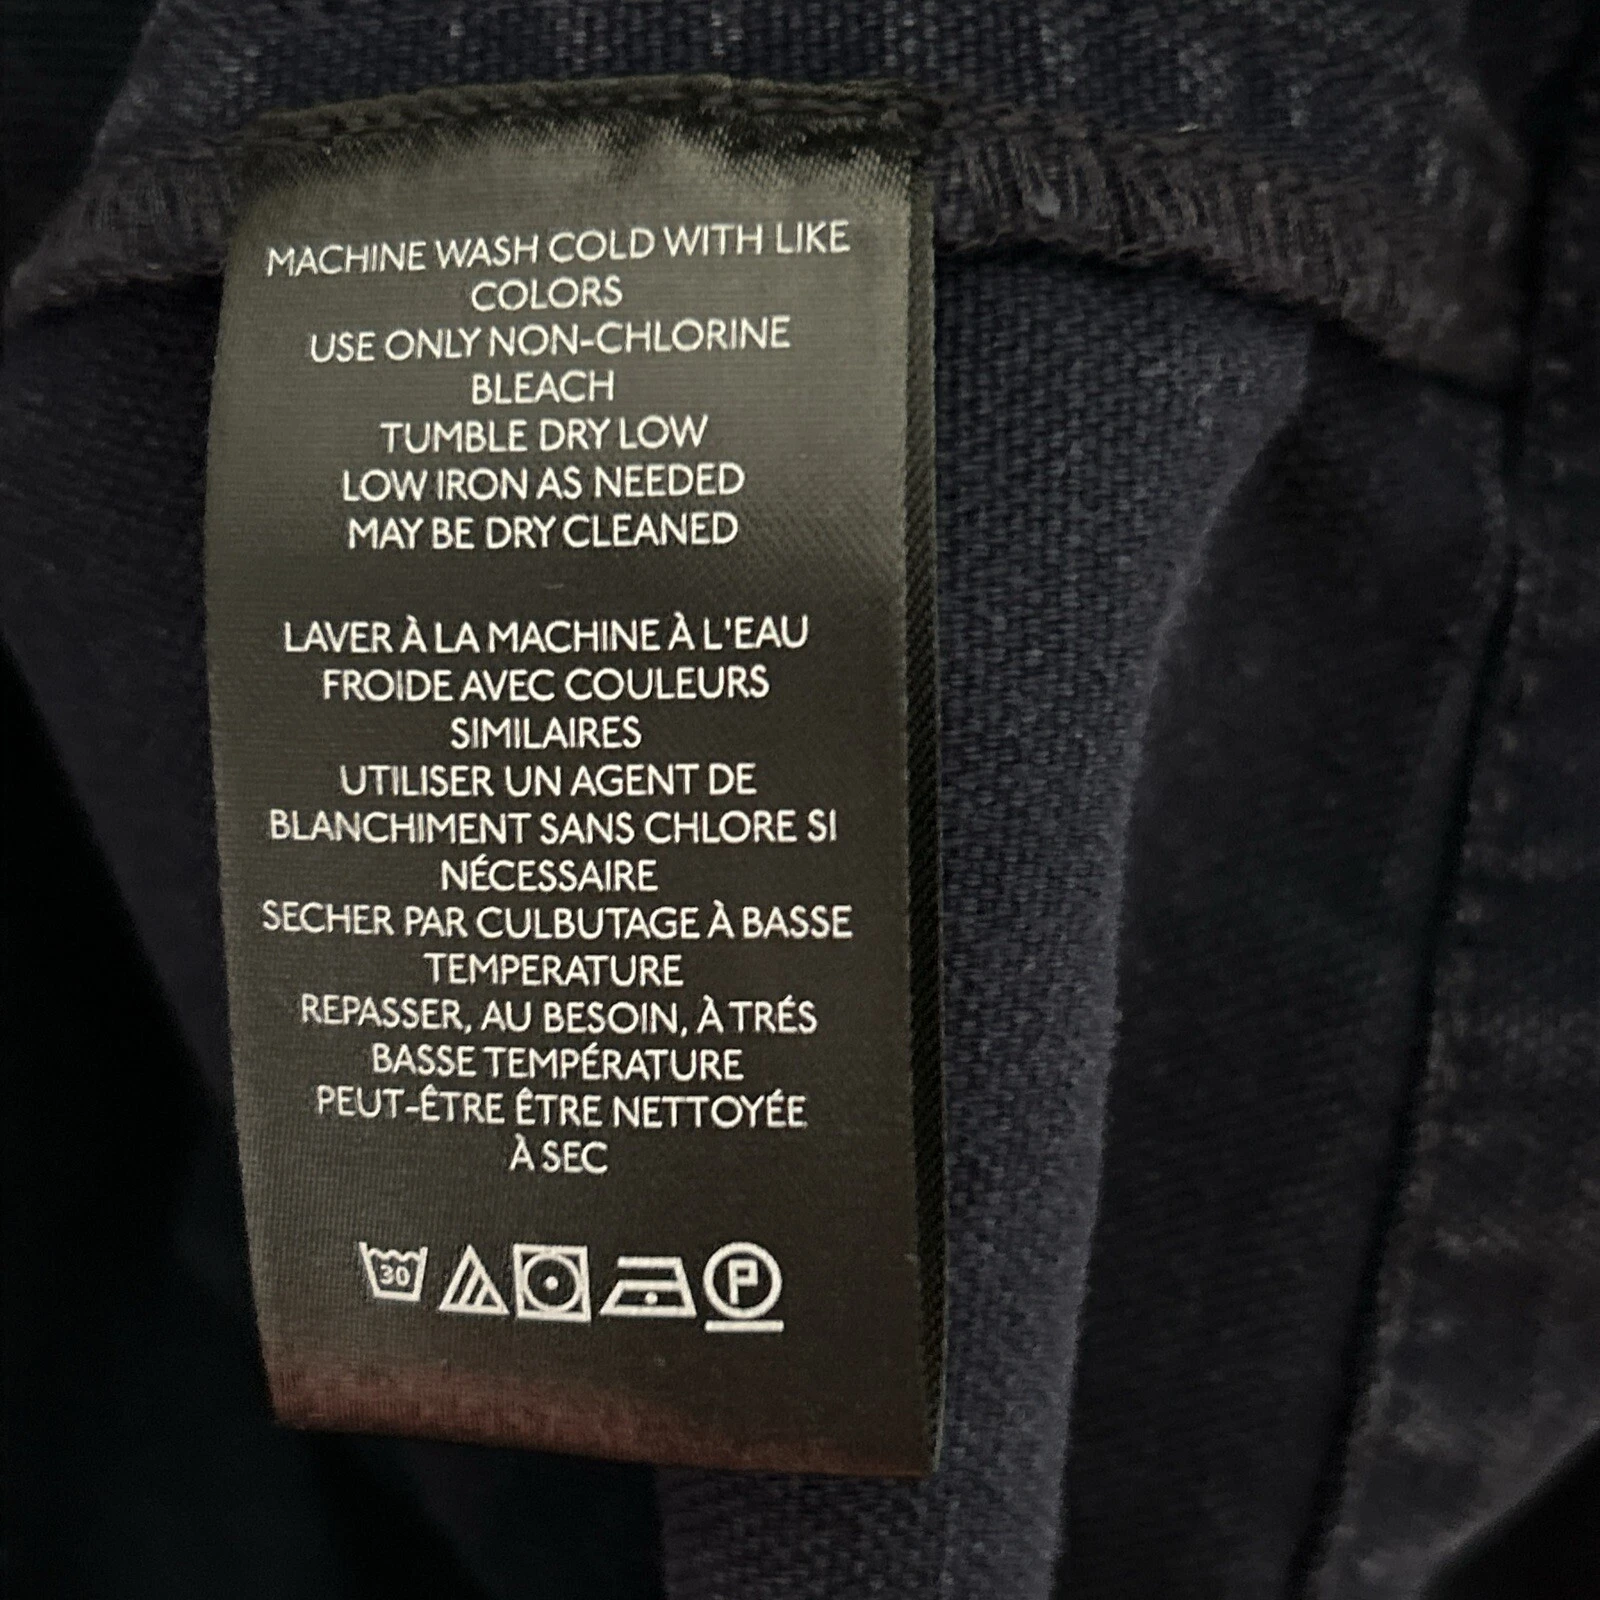 MACHINE WASH COLD WITH LIKE
COLORS
USE ONLY NON-CHLORINE
BLEACH
TUMBLE DRY LOW
LOW IRON AS NEEDED
MAY BE DRY CLEANED
LAVER À LA MACHINE À L'EAU
FROIDE AVEC COULEURS
SIMILAIRES
UTILISER UN AGENT DE
BLANCHIMENT SANS CHLORE SI
NÉCESSAIRE
SECHER PAR CULBUTAGE À BASSE
TEMPERATURE
REPASSER, AU BESOIN, À TRÉS
BASSE TEMPÉRATURE
PEUT-ÊTRE ÊTRE NETTOYÉE
À SEC
30 P